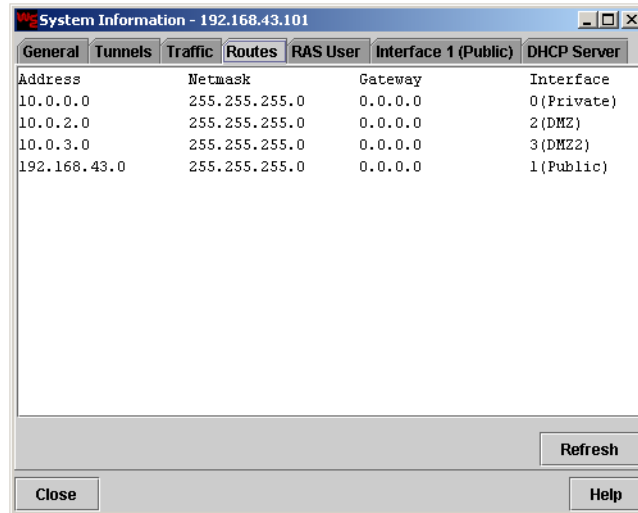 System Information - 192.168.43.101
General Tunnels Traffic Routes RAS User Interface 1 (Public) DHCP Server
Address Netmask Gateway Interface
10.0.0.0 255.255.255.0 0.0.0.0 0(Private)
10.0.2.0 255.255.255.0 0.0.0.0 2(DMZ)
10.0.3.0 255.255.255.0 0.0.0.0 3(DMZ2)
192.168.43.0 255.255.255.0 0.0.0.0 1(Public)
Refresh
Close Help